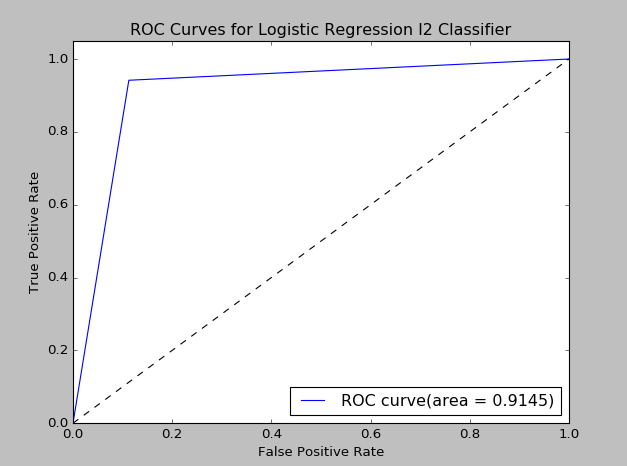 ROC Curves for Logistic Regression l2 Classifier
1.0
0.8
0.6
0.4
0.2
0.0
True Positive Rate
ROC curve(area = 0.9145)
0.0 0.2 0.4 0.6 0.8 1.0
False Positive Rate